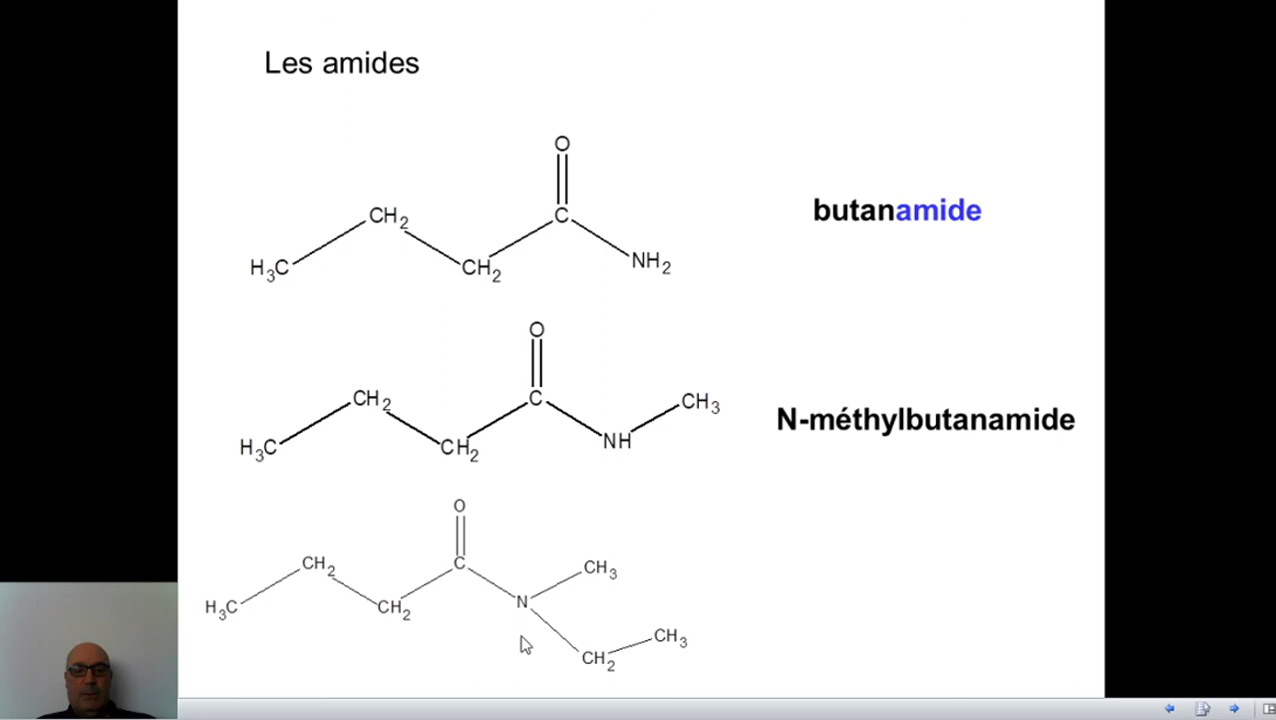 Les amides
O
CH2
C
H3C
CH2
NH2
butanamide
O
CH2
C
CH3
H3C
CH2
NH
N-méthylbutanamide
O
CH2
C
CH3
H3C
CH2
N
CH3
CH2